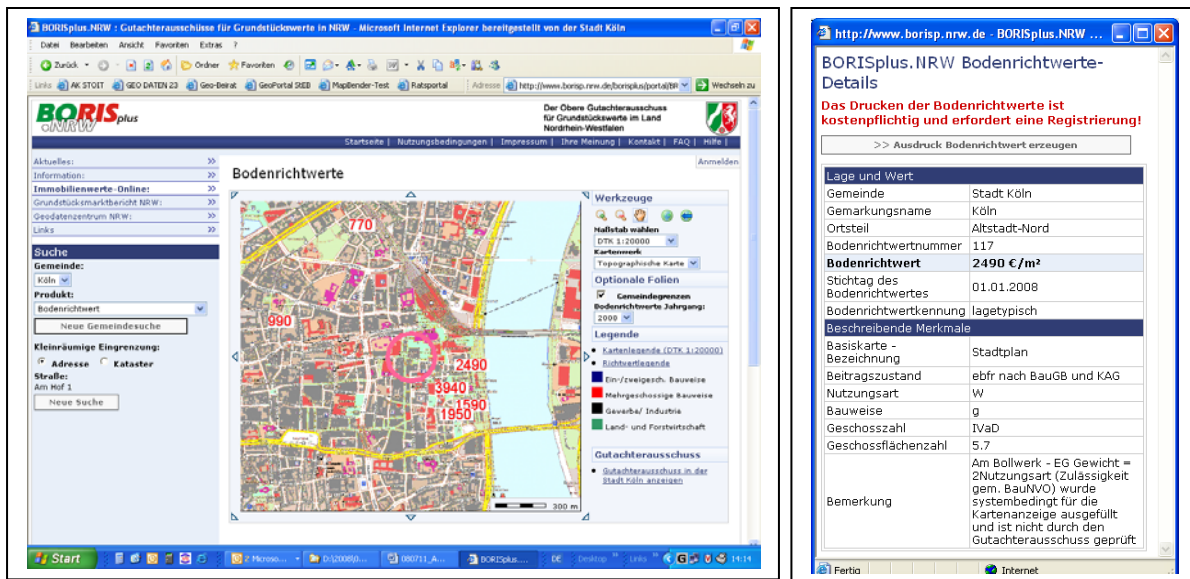 BORISplus.NRW : Gutachterausschüsse für Grundstückswerte in NRW - Microsoft Internet Explorer bereitgestellt von der Stadt Köln
Datei Bearbeiten Ansicht Favoriten Extras ?
Zurück Ordner Favoriten
Links AK STOIT GEO DATEN 23 Geo-Beirat GeoPortal StEB MapBender-Test Ratsportal Adresse http://www.borisp.nrw.de/borisplus/portal/BR Wechseln zu
BORISplus
.NRW
Der Obere Gutachterausschuss
für Grundstückswerte im Land
Nordrhein-Westfalen
Startseite | Nutzungsbedingungen | Impressum | Ihre Meinung | Kontakt | FAQ | Hilfe |
Anmelden
Aktuelles: >>
Information: >>
Immobilienwerte-Online: >>
Grundstücksmarktbericht NRW: >>
Geodatenzentrum NRW: >>
Links >>
Suche
Gemeinde:
Köln
Produkt:
Bodenrichtwert
Neue Gemeindesuche
Kleinräumige Eingrenzung:
Adresse Kataster
Straße:
Am Hof 1
Neue Suche
Bodenrichtwerte
770
990
2490
3940
1590
1950
300 m
Werkzeuge
Maßstab wählen
DTK 1:20000
Kartenwerk
Topographische Karte
Optionale Folien
Gemeindegrenzen
Bodenrichtwerte Jahrgang:
2008
Legende
Kartenlegende (DTK 1:20000)
Richtwertlegende
Ein-/zweigesch. Bauweise
Mehrgeschossige Bauweise
Gewerbe/ Industrie
Land- und Forstwirtschaft
Gutachterausschuss
Gutachterausschuss in der
Stadt Köln anzeigen
Start 2 Microso... D:\2008\0... 080711_A... BORISplus.... DE Desktop Links 14:14
http://www.borisp.nrw.de - BORISplus.NRW ...
BORISplus.NRW Bodenrichtwerte-
Details
Das Drucken der Bodenrichtwerte ist
kostenpflichtig und erfordert eine Registrierung!
>> Ausdruck Bodenrichtwert erzeugen
Lage und Wert
Gemeinde Stadt Köln
Gemarkungsname Köln
Ortsteil Altstadt-Nord
Bodenrichtwertnummer 117
Bodenrichtwert 2490 €/m²
Stichtag des
Bodenrichtwertes 01.01.2008
Bodenrichtwertkennung lagetypisch
Beschreibende Merkmale
Basiskarte -
Bezeichnung Stadtplan
Beitragszustand ebfr nach BauGB und KAG
Nutzungsart W
Bauweise g
Geschosszahl IVaD
Geschossflächenzahl 5.7
Bemerkung Am Bollwerk - EG Gewicht =
2Nutzungsart (Zulässigkeit
gem. BauNVO) wurde
systembedingt für die
Kartenanzeige ausgefüllt
und ist nicht durch den
Gutachterausschuss geprüft
Fertig Internet